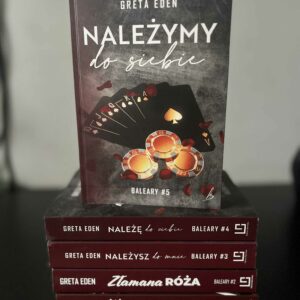 GRETA EDEN
NALEŻYMY
do siebie
BALEARY #5
GRETA EDEN NALEŻĘ do siebie BALEARY #4
GRETA EDEN NALEŻYSZ do mnie BALEARY #3
GRETA EDEN Złamana RÓŻA BALEARY #2